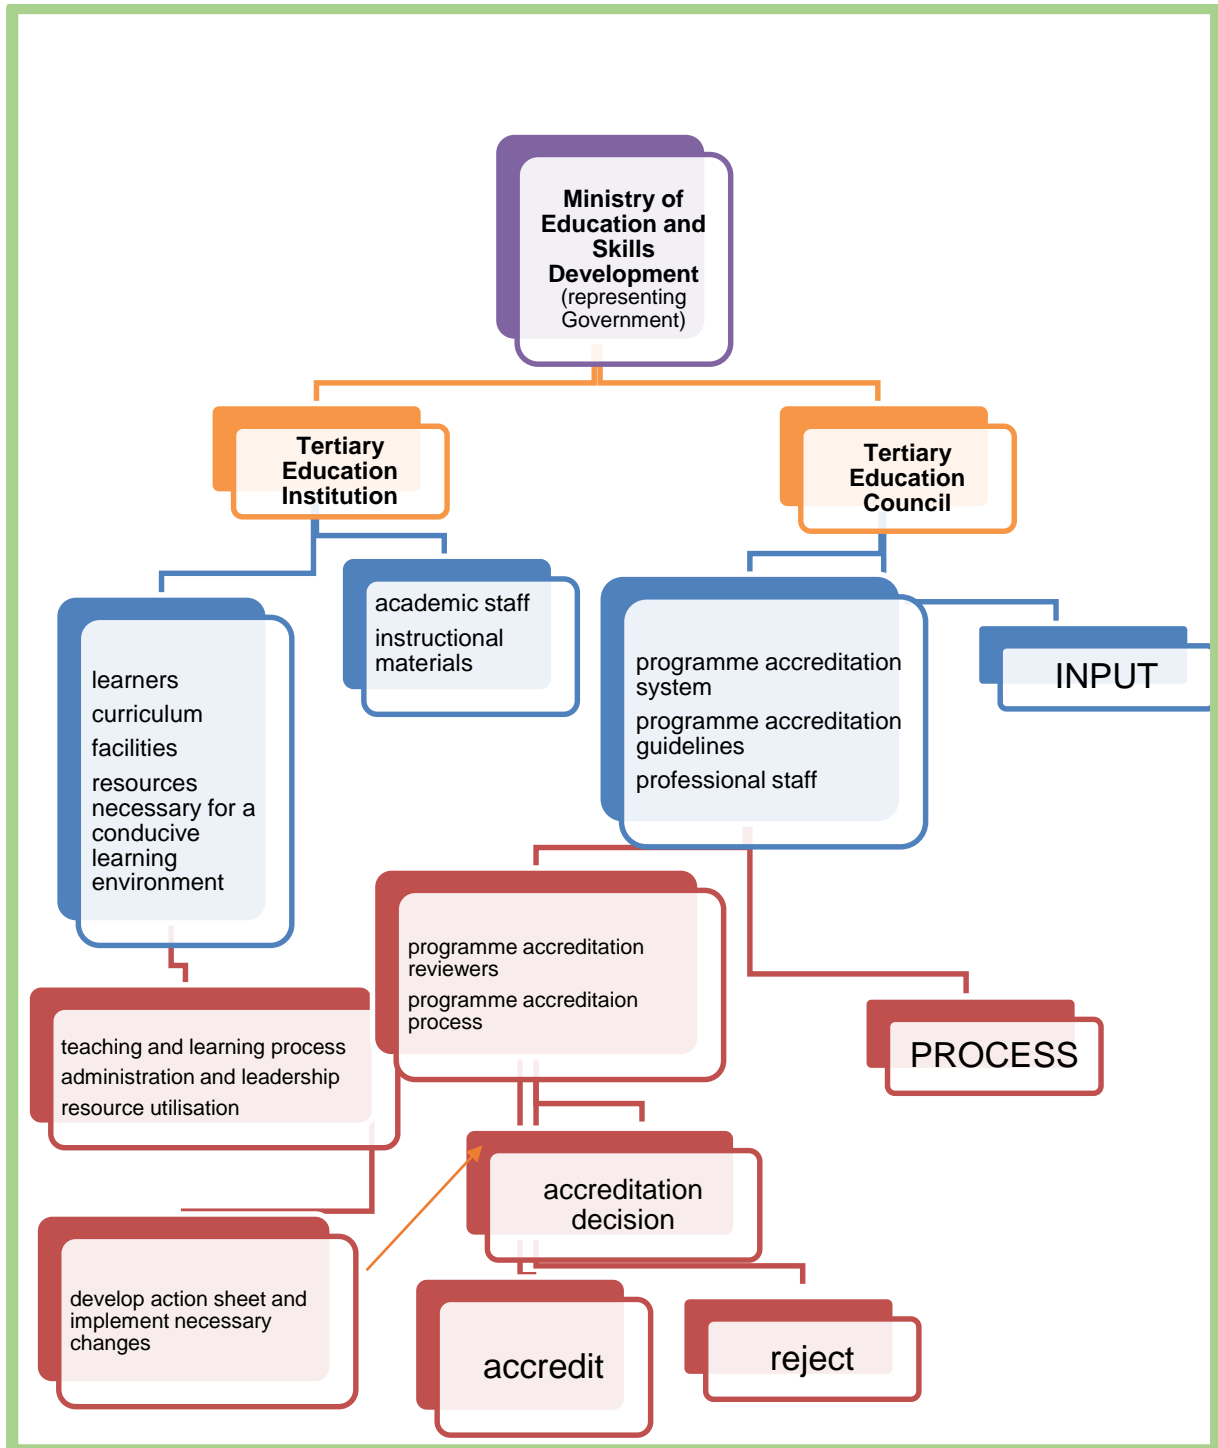 Ministry of
Education and
Skills
Development
(representing
Government)
Tertiary
Education
Institution
Tertiary
Education
Council
academic staff
instructional
materials
learners
curriculum
facilities
resources
necessary for a
conducive
learning
environment
programme accreditation
system
programme accreditation
guidelines
professional staff
INPUT
programme accreditation
reviewers
programme accreditaion
process
teaching and learning process
administration and leadership
resource utilisation
PROCESS
accreditation
decision
develop action sheet and
implement necessary
changes
accredit
reject